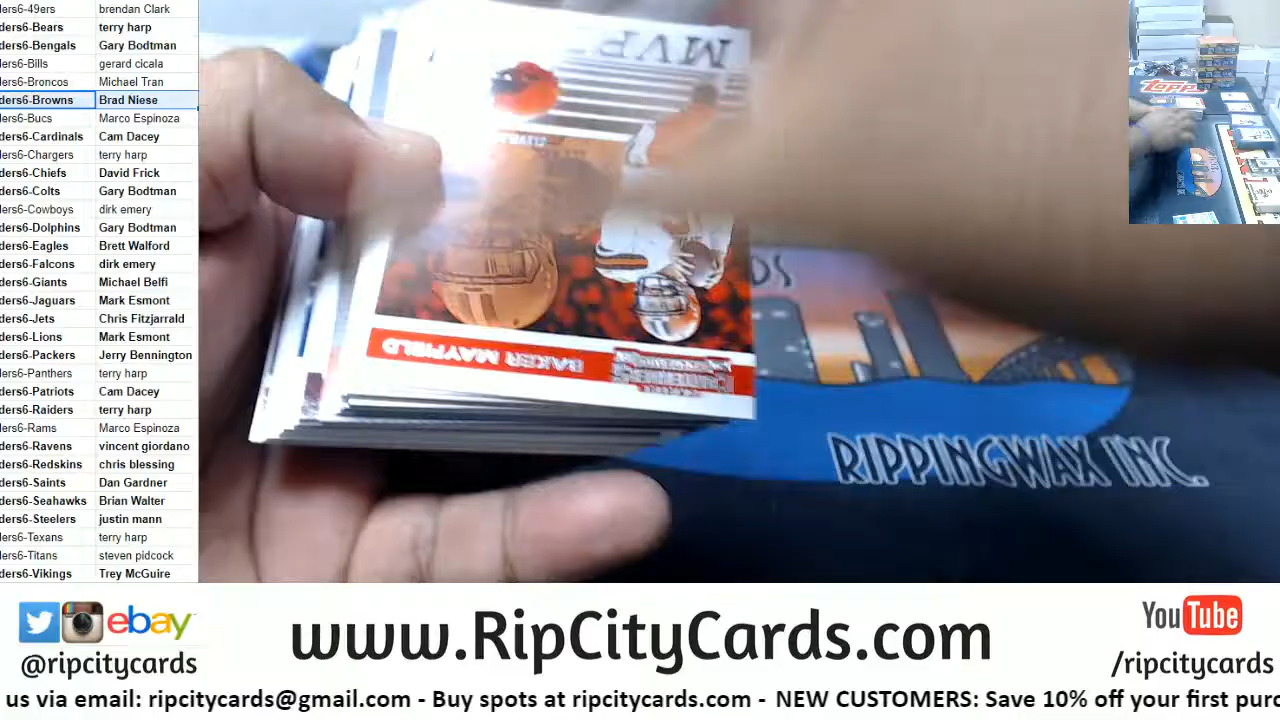 ders6-49ers brendan Clark
ders6-Bears terry harp
ders6-Bengals Gary Bodtman
ders6-Bills gerard cicala
ders6-Broncos Michael Tran
ders6-Browns Brad Niese
ders6-Bucs Marco Espinoza
ders6-Cardinals Cam Dacey
ders6-Chargers terry harp
ders6-Chiefs David Frick
ders6-Colts Gary Bodtman
ders6-Cowboys dirk emery
ders6-Dolphins Gary Bodtman
ders6-Eagles Brett Walford
ders6-Falcons dirk emery
ders6-Giants Michael Belfi
ders6-Jaguars Mark Esmont
ders6-Jets Chris Fitzjarrald
ders6-Lions Mark Esmont
ders6-Packers Jerry Bennington
ders6-Panthers terry harp
ders6-Patriots Cam Dacey
ders6-Raiders terry harp
ders6-Rams Marco Espinoza
ders6-Ravens vincent giordano
ders6-Redskins chris blessing
ders6-Saints Dan Gardner
ders6-Seahawks Brian Walter
ders6-Steelers justin mann
ders6-Texans terry harp
ders6-Titans steven pidcock
ders6-Vikings Trey McGuire
MVP
BAKER MAYFIELD
RIPPINGWAX INC.
Topps
ebay
@ripcitycards
www.RipCityCards.com
YouTube
/ripcitycards
us via email: ripcitycards@gmail.com - Buy spots at ripcitycards.com - NEW CUSTOMERS: Save 10% off your first purc